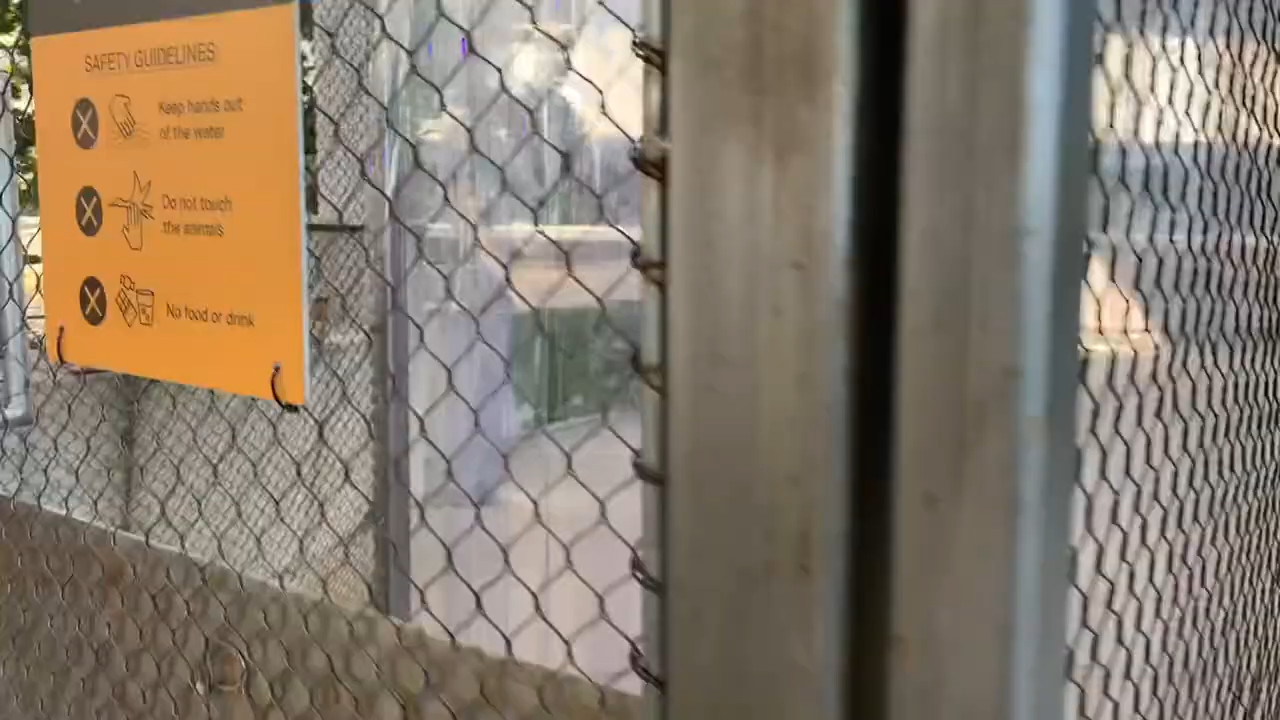 SAFETY GUIDELINES
Keep hands out
of the water
Do not touch
the animals
No food or drink